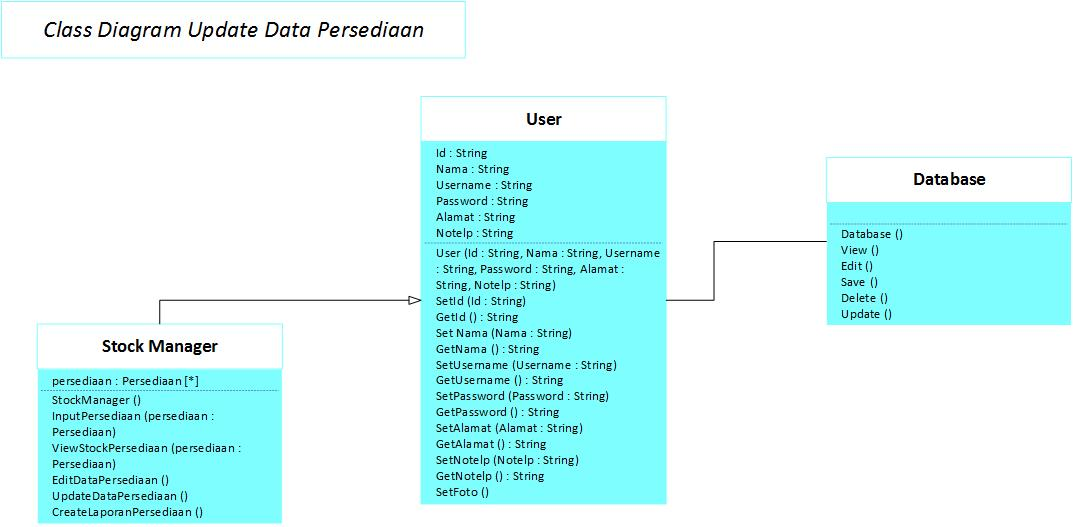 Class Diagram Update Data Persediaan
User
Id : String
Nama : String
Username : String
Password : String
Alamat : String
Notelp : String
User (Id : String, Nama : String, Username
: String, Password : String, Alamat :
String, Notelp : String)
SetId (Id : String)
GetId () : String
Set Nama (Nama : String)
GetNama () : String
SetUsername (Username : String)
GetUsername () : String
SetPassword (Password : String)
GetPassword () : String
SetAlamat (Alamat : String)
GetAlamat () : String
SetNotelp (Notelp : String)
GetNotelp () : String
SetFoto ()
Database
Database ()
View ()
Edit ()
Save ()
Delete ()
Update ()
Stock Manager
persediaan : Persediaan [*]
StockManager ()
InputPersediaan (persediaan :
Persediaan)
ViewStockPersediaan (persediaan :
Persediaan)
EditDataPersediaan ()
UpdateDataPersediaan ()
CreateLaporanPersediaan ()